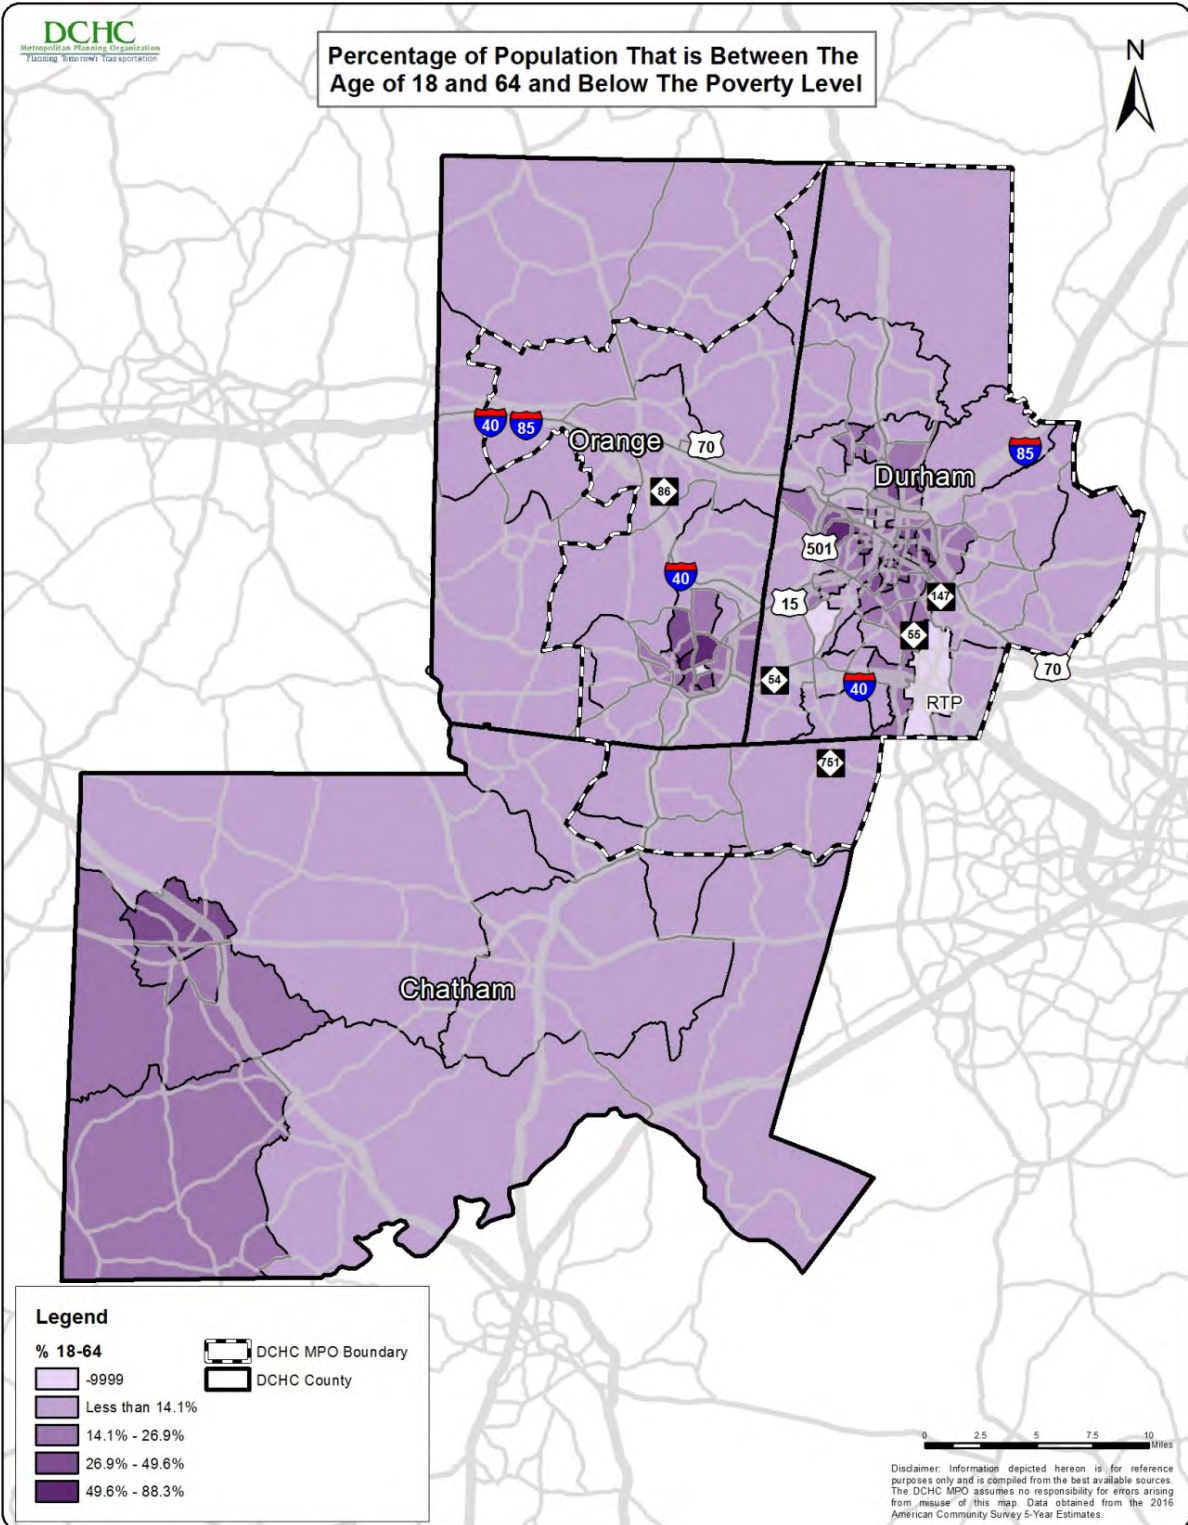 DCHC
Metropolitan Planning Organization
Planning Tomorrow's Transportation
Percentage of Population That is Between The
Age of 18 and 64 and Below The Poverty Level
N
40
85
Orange
70
86
85
Durham
501
40
15
147
55
54
40
70
RTP
751
Chatham
Legend
% 18-64
-9999
Less than 14.1%
14.1% - 26.9%
26.9% - 49.6%
49.6% - 88.3%
DCHC MPO Boundary
DCHC County
0 2.5 5 7.5 10
Miles
Disclaimer: Information depicted hereon is for reference
purposes only and is compiled from the best available sources.
The DCHC MPO assumes no responsibility for errors arising
from misuse of this map. Data obtained from the 2016
American Community Survey 5-Year Estimates.